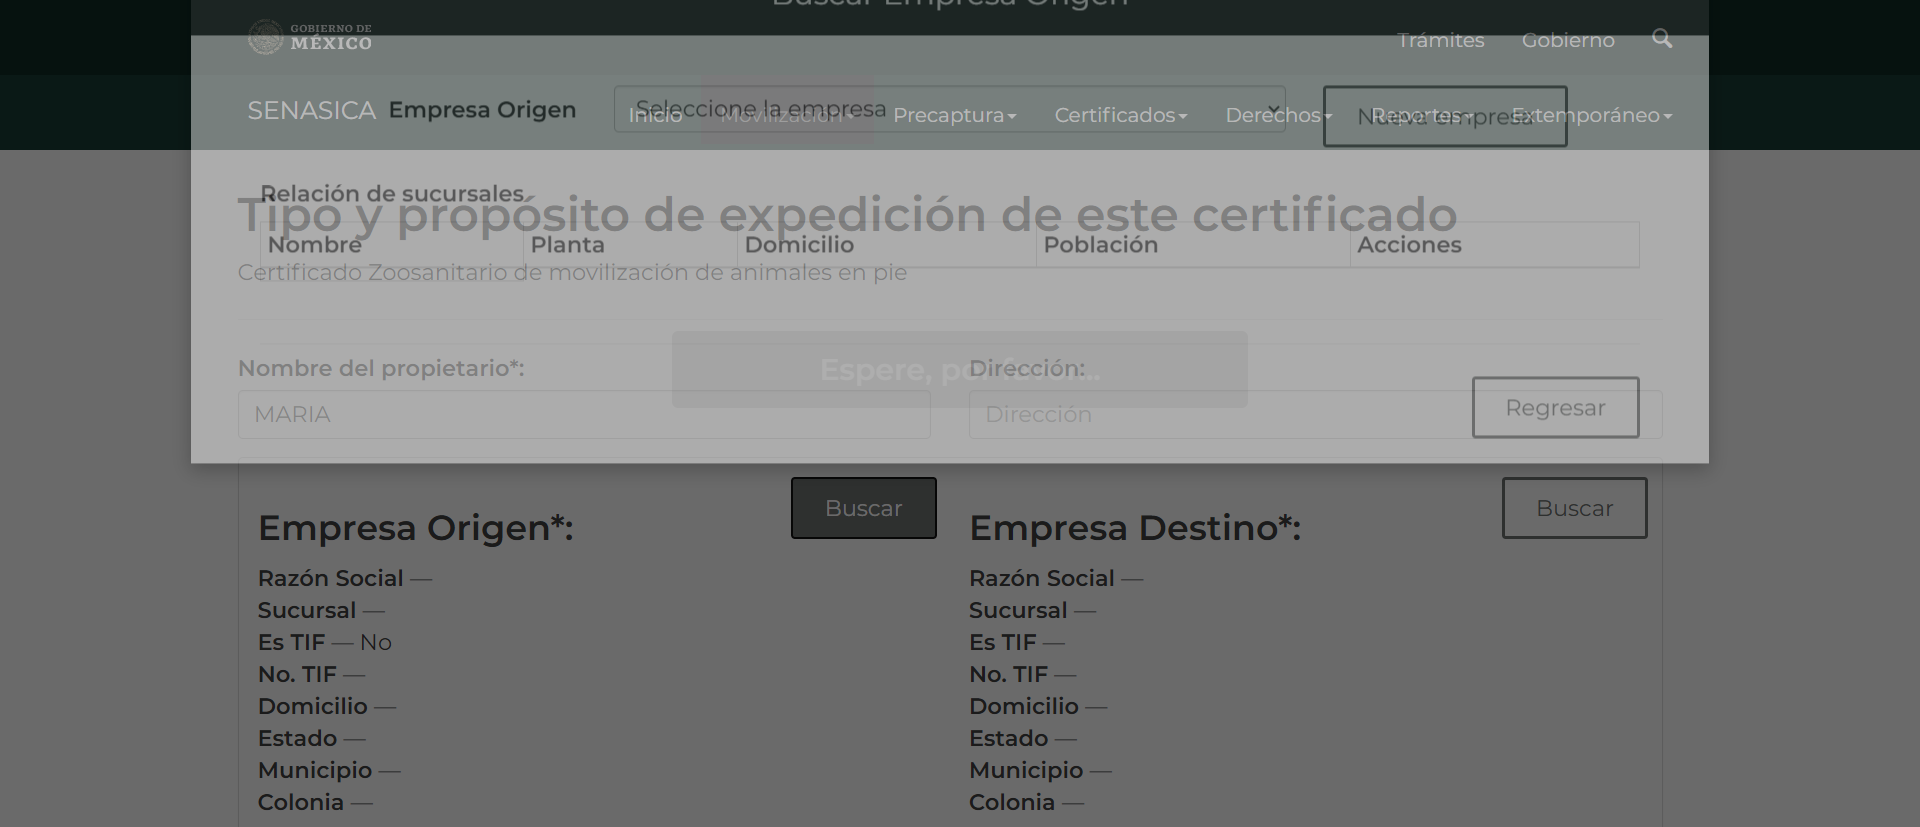 Buscar Empresa Origen
GOBIERNO DE
MÉXICO
Trámites Gobierno
SENASICA Empresa Origen Seleccione la empresa Nueva empresa
Inicio Movilización Precaptura Certificados Derechos Reportes Extemporáneo
Relación de sucursales
Tipo y propósito de expedición de este certificado
Nombre Planta Domicilio Población Acciones
Certificado Zoosanitario de movilización de animales en pie
Nombre del propietario*: Dirección:
Espere, por favor...
MARIA Dirección Regresar
Buscar Buscar
Empresa Origen*: Empresa Destino*:
Razón Social — Razón Social —
Sucursal — Sucursal —
Es TIF — No Es TIF —
No. TIF — No. TIF —
Domicilio — Domicilio —
Estado — Estado —
Municipio — Municipio —
Colonia — Colonia —